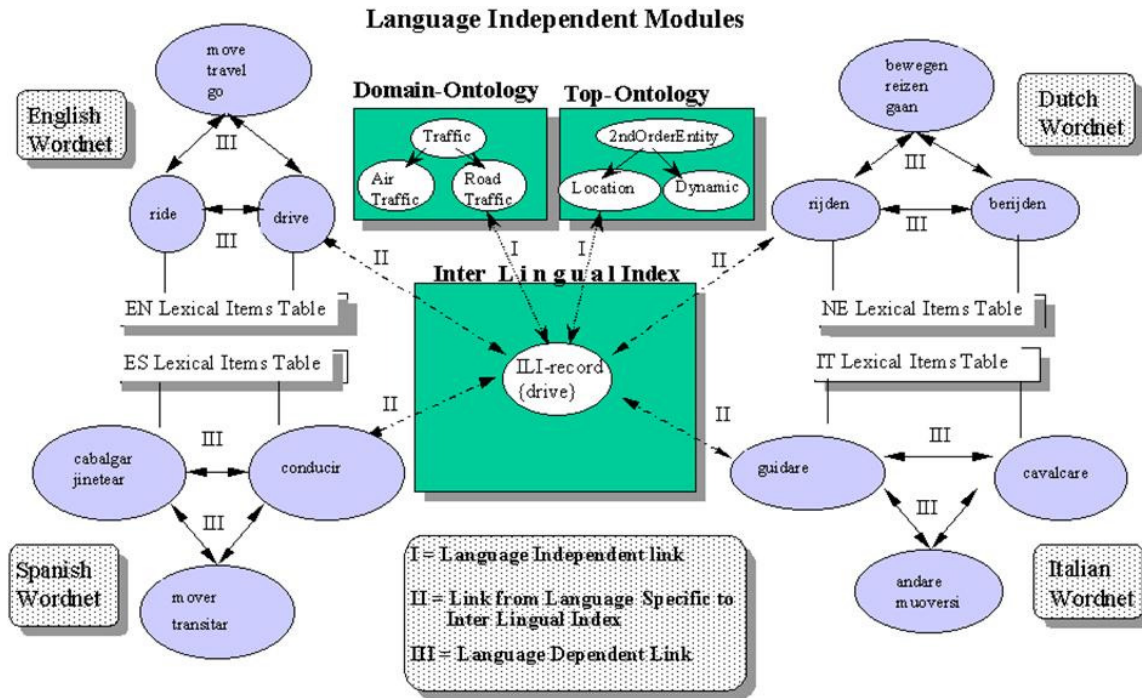 Language Independent Modules
move
travel
go
English
Wordnet
III
ride
drive
III
EN Lexical Items Table
Domain-Ontology
Traffic
Air
Traffic
Road
Traffic
Top-Ontology
2ndOrderEntity
Location
Dynamic
bewegen
reizen
gaan
Dutch
Wordnet
III
rijden
berijden
III
NE Lexical Items Table
II
I
I
II
Inter Lingual Index
ILI-record
{drive}
II
II
ES Lexical Items Table
III
cabalgar
jinetear
conducir
III
Spanish
Wordnet
mover
transitar
IT Lexical Items Table
III
guidare
cavalcare
III
andare
muoversi
Italian
Wordnet
I = Language Independent link
II = Link from Language Specific to
Inter Lingual Index
III = Language Dependent Link